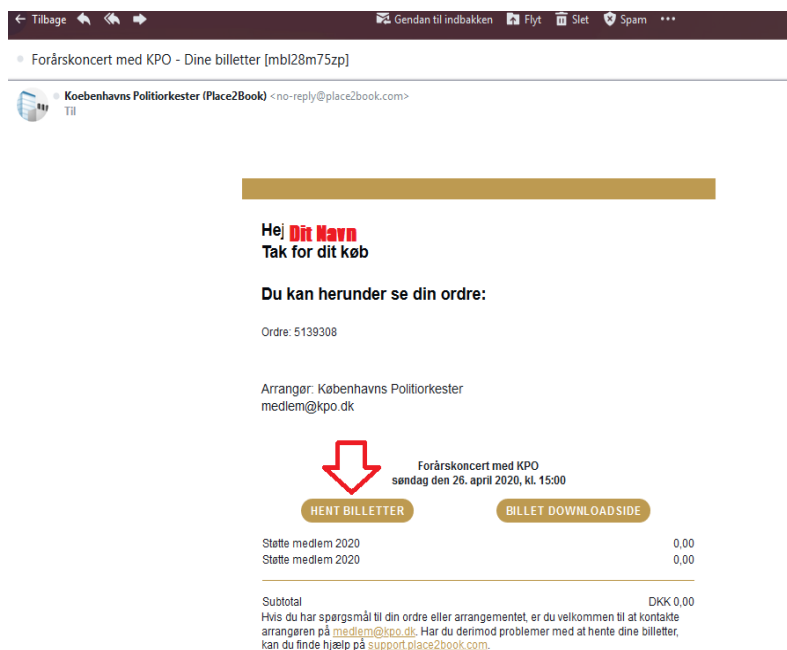 ← Tilbage Gendan til indbakken Flyt Slet Spam •••
Forårskoncert med KPO - Dine billetter [mbl28m75zp]
Koebenhavns Politiorkester (Place2Book) <no-reply@place2book.com>
Til
Hej Dit Navn
Tak for dit køb
Du kan herunder se din ordre:
Ordre: 5139308
Arrangør: Københavns Politiorkester
medlem@kpo.dk
Forårskoncert med KPO
søndag den 26. april 2020, kl. 15:00
HENT BILLETTER BILLET DOWNLOADSIDE
Støtte medlem 2020 0,00
Støtte medlem 2020 0,00
Subtotal DKK 0,00
Hvis du har spørgsmål til din ordre eller arrangementet, er du velkommen til at kontakte
arrangøren på medlem@kpo.dk. Har du derimod problemer med at hente dine billetter,
kan du finde hjælp på support.place2book.com.